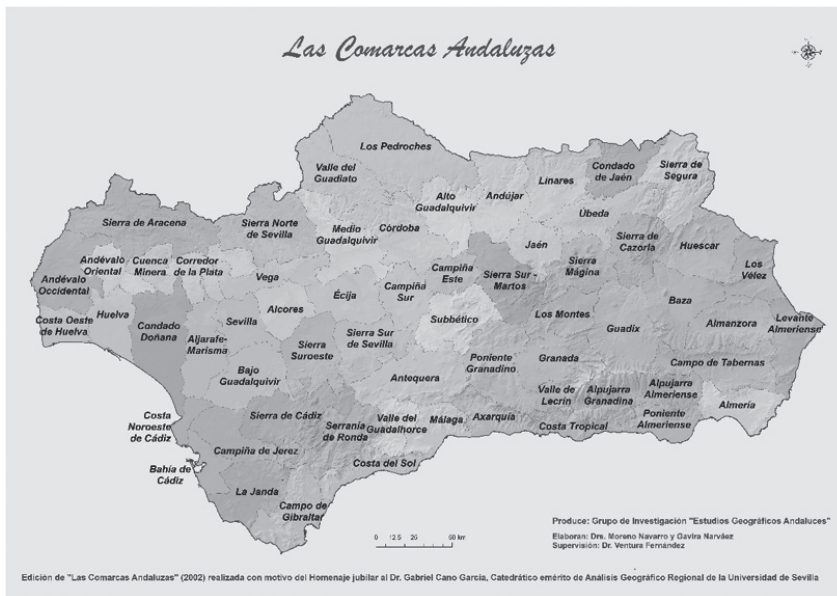 Las Comarcas Andaluzas
Los Pedroches
Valle del
Guadiato
Condado
de Jaén
Sierra de
Segura
Linares
Andújar
Alto
Guadalquivir
Úbeda
Sierra de Aracena
Sierra Norte
de Sevilla
Medio
Guadalquivir
Córdoba
Jaén
Sierra de
Cazorla
Huescar
Andévalo
Oriental
Cuenca
Minera
Corredor
de la Plata
Vega
Campiña
Este
Sierra Sur -
Martos
Sierra
Mágina
Los
Vélez
Andévalo
Occidental
Écija
Campiña
Sur
Baza
Alcores
Costa Oeste
de Huelva
Huelva
Condado
Doñana
Sevilla
Subbético
Los Montes
Guadix
Almanzora
Levante
Almeriense
Aljarafe-
Marisma
Sierra
Suroeste
Sierra Sur
de Sevilla
Bajo
Guadalquivir
Antequera
Poniente
Granadino
Granada
Campo de Tabernas
Valle de
Lecrín
Alpujarra
Granadina
Alpujarra
Almeriense
Almería
Costa
Noroeste
de Cádiz
Sierra de Cádiz
Serranía
de Ronda
Valle del
Guadalhorce
Málaga
Axarquía
Costa Tropical
Poniente
Almeriense
Campiña de Jerez
Bahía de
Cádiz
Costa del Sol
La Janda
Campo de
Gibraltar
0 12.5 25 50 km
Produce: Grupo de Investigación "Estudios Geográficos Andaluces"
Elaboran: Drs. Moreno Navarro y Gavira Narváez
Supervisión: Dr. Ventura Fernández
Edición de "Las Comarcas Andaluzas" (2002) realizada con motivo del Homenaje jubilar al Dr. Gabriel Cano García, Catedrático emérito de Análisis Geográfico Regional de la Universidad de Sevilla